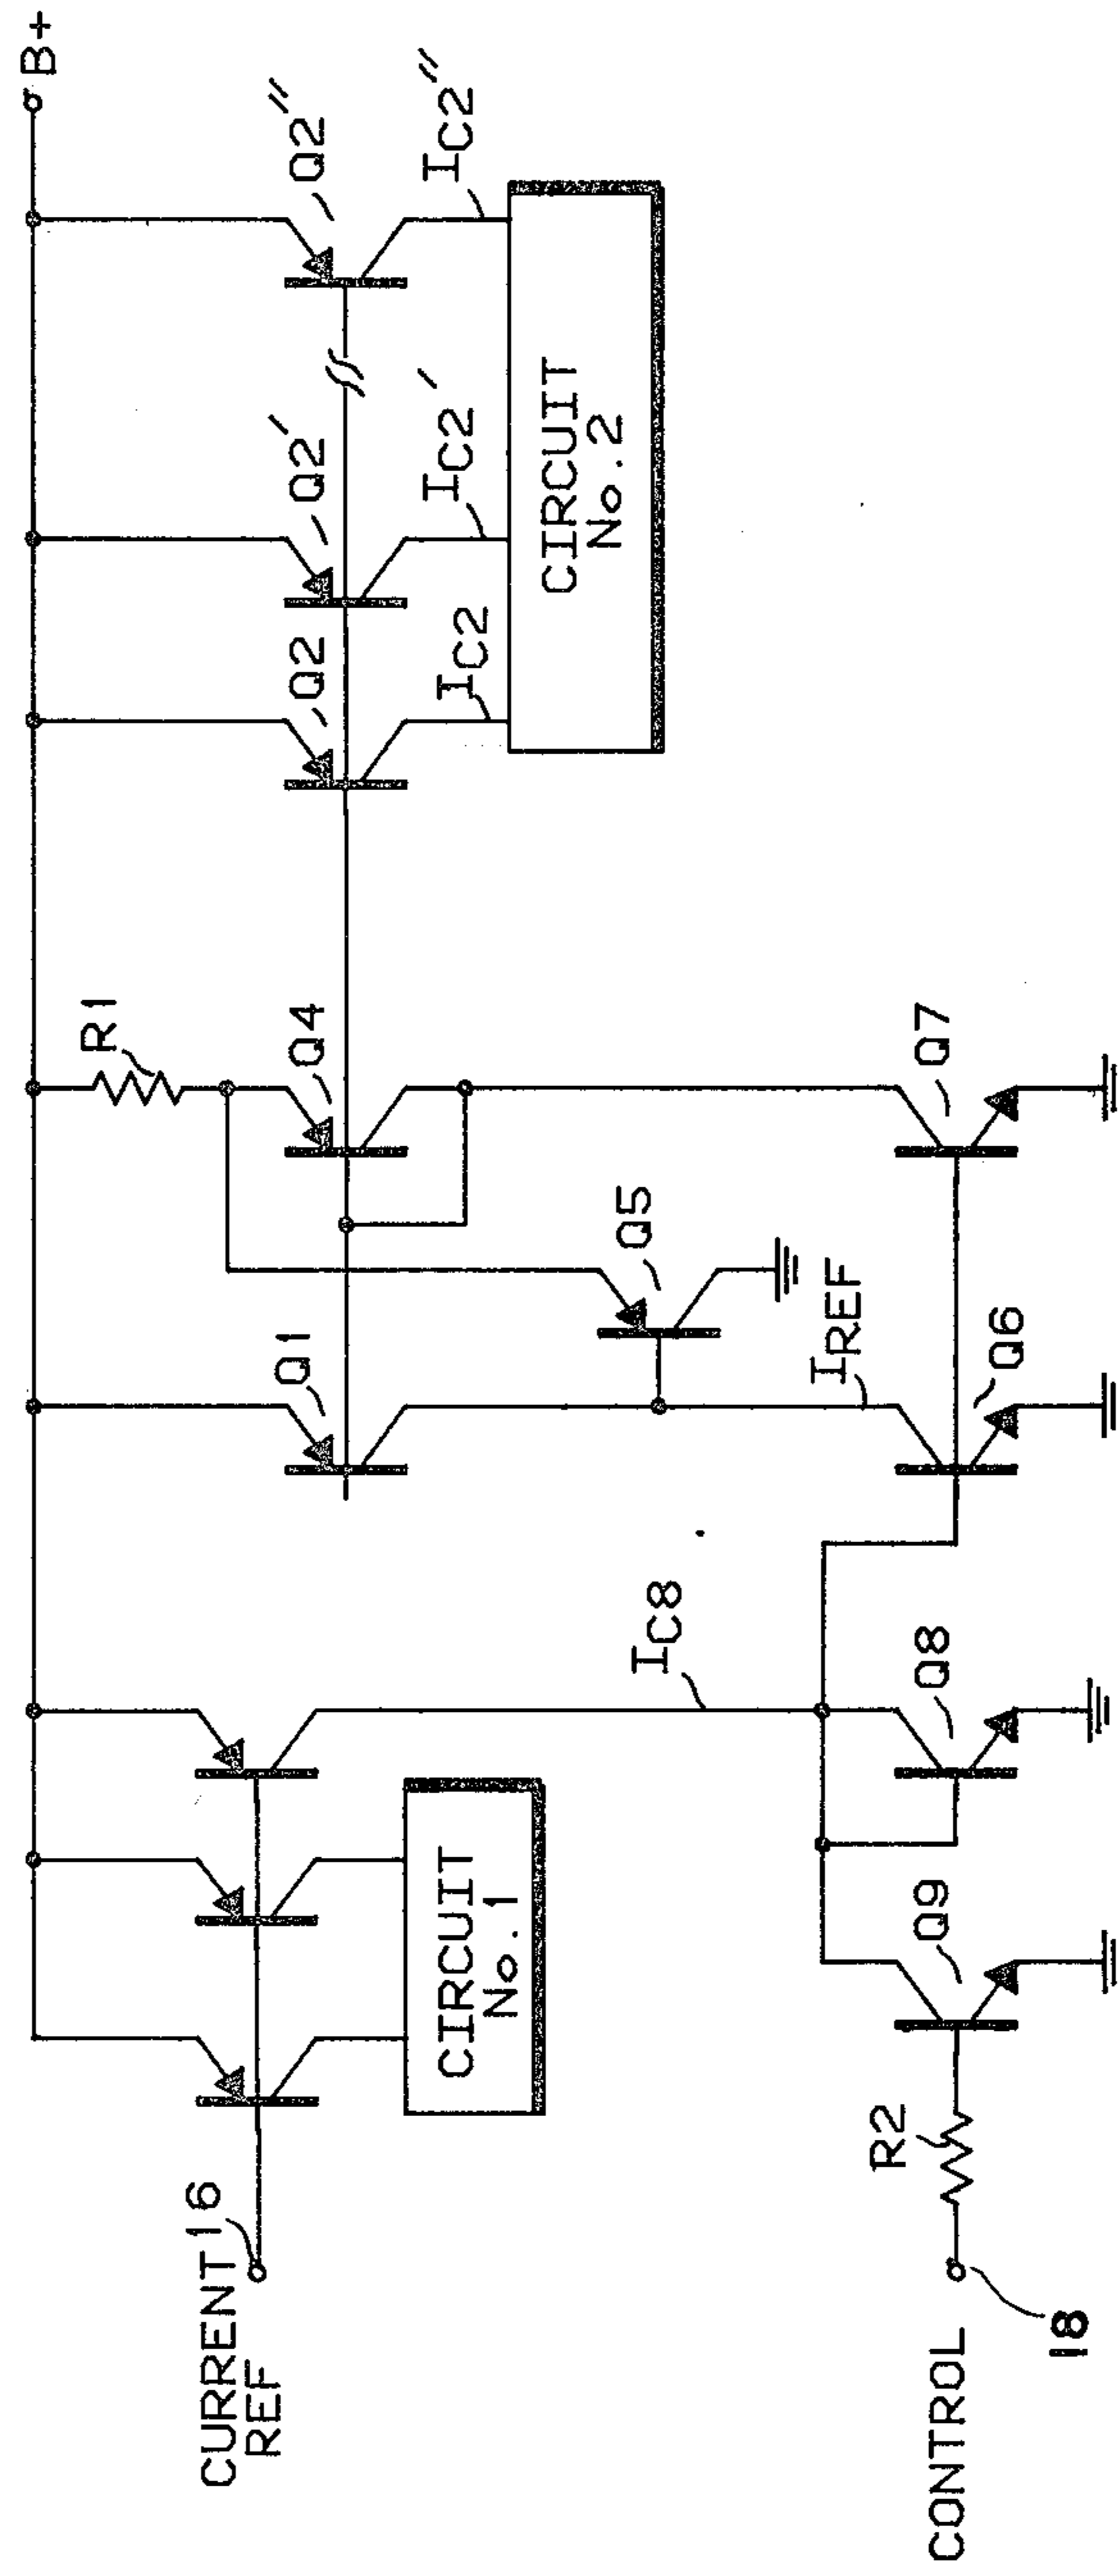 B+
R1
Q1
Q4
Q2
Q2'
Q2"
IC2
IC2'
IC2"
CURRENT
REF
16
CIRCUIT
No.1
CIRCUIT
No.2
Q5
IC8
IREF
R2
Q9
Q8
Q6
Q7
CONTROL
18